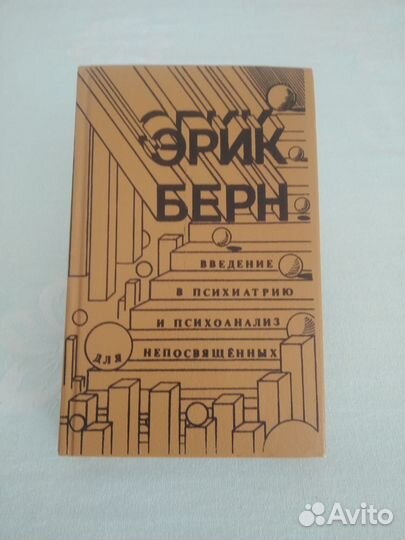 ЭРИК
БЕРН
ВВЕДЕНИЕ
В ПСИХИАТРИЮ
И ПСИХОАНАЛИЗ
ДЛЯ НЕПОСВЯЩЁННЫХ
Avito